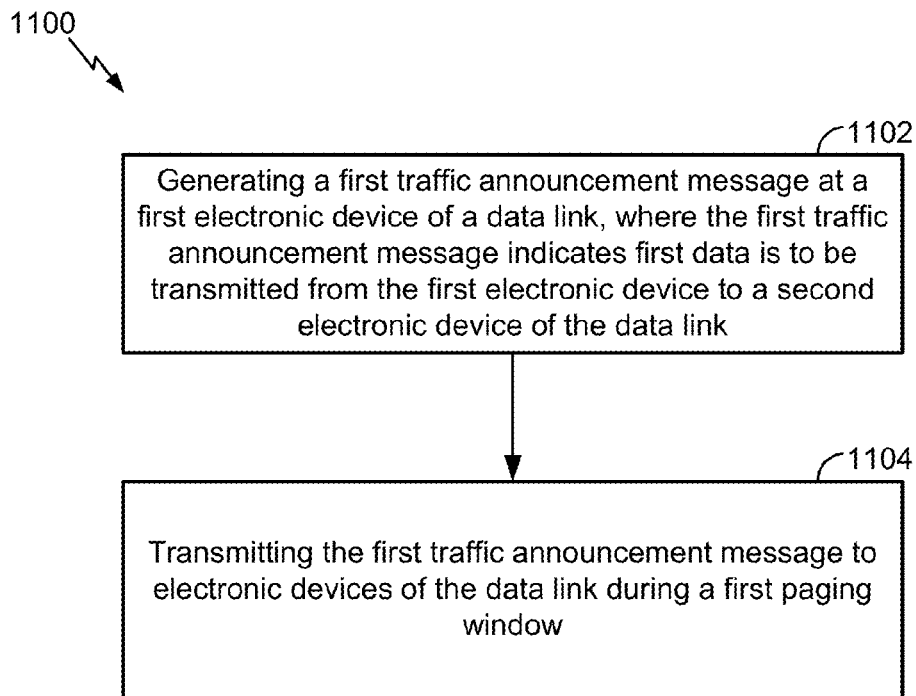 1100
1102
Generating a first traffic announcement message at a
first electronic device of a data link, where the first traffic
announcement message indicates first data is to be
transmitted from the first electronic device to a second
electronic device of the data link
1104
Transmitting the first traffic announcement message to
electronic devices of the data link during a first paging
window